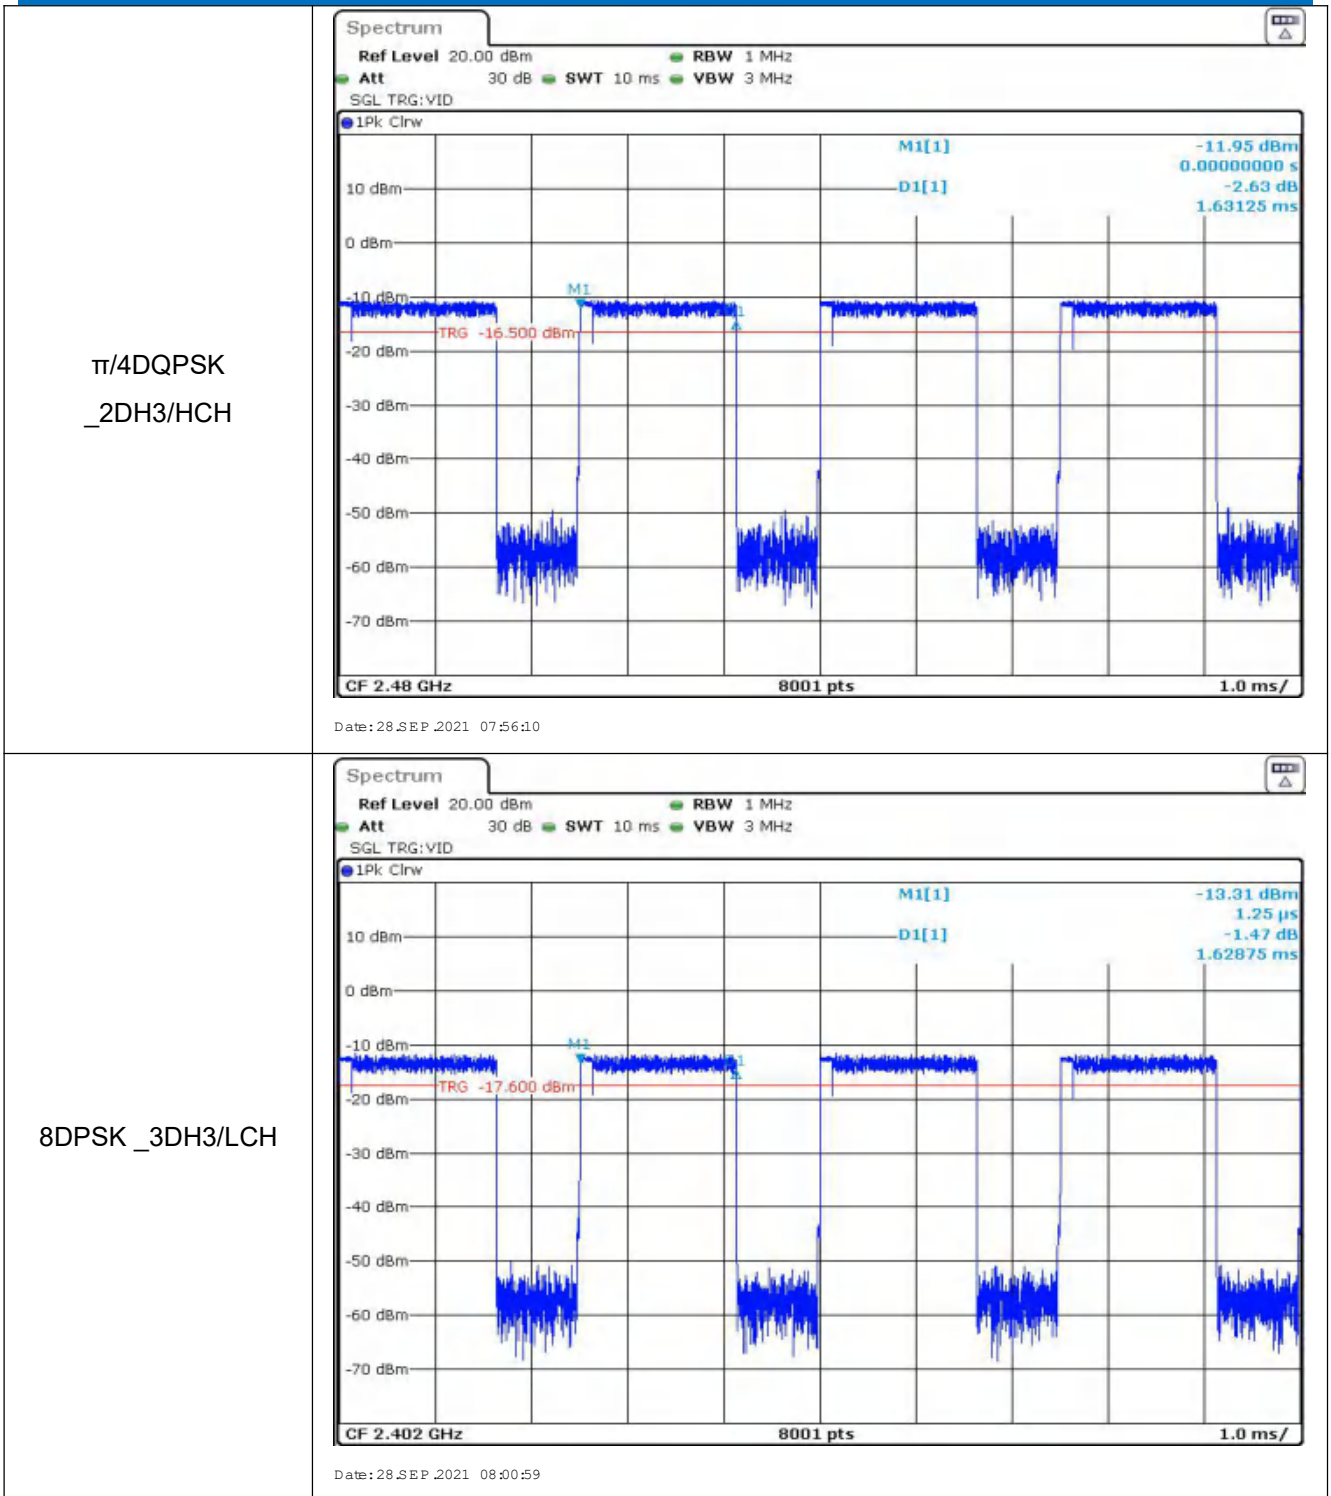 π/4DQPSK
_2DH3/HCH
Spectrum
Ref Level 20.00 dBm RBW 1 MHz
Att 30 dB SWT 10 ms VBW 3 MHz
SGL TRG:VID
1Pk Clrw
M1[1] -11.95 dBm
0.00000000 s
10 dBm D1[1] -2.63 dB
1.63125 ms
0 dBm
M1
-10 dBm
1
TRG -16.500 dBm
-20 dBm
-30 dBm
-40 dBm
-50 dBm
-60 dBm
-70 dBm
CF 2.48 GHz 8001 pts 1.0 ms/
Date: 28.SEP.2021 07:56:10
8DPSK _3DH3/LCH
Spectrum
Ref Level 20.00 dBm RBW 1 MHz
Att 30 dB SWT 10 ms VBW 3 MHz
SGL TRG:VID
1Pk Clrw
M1[1] -13.31 dBm
1.25 µs
10 dBm D1[1] -1.47 dB
1.62875 ms
0 dBm
-10 dBm M1
1
TRG -17.600 dBm
-20 dBm
-30 dBm
-40 dBm
-50 dBm
-60 dBm
-70 dBm
CF 2.402 GHz 8001 pts 1.0 ms/
Date: 28.SEP.2021 08:00:59